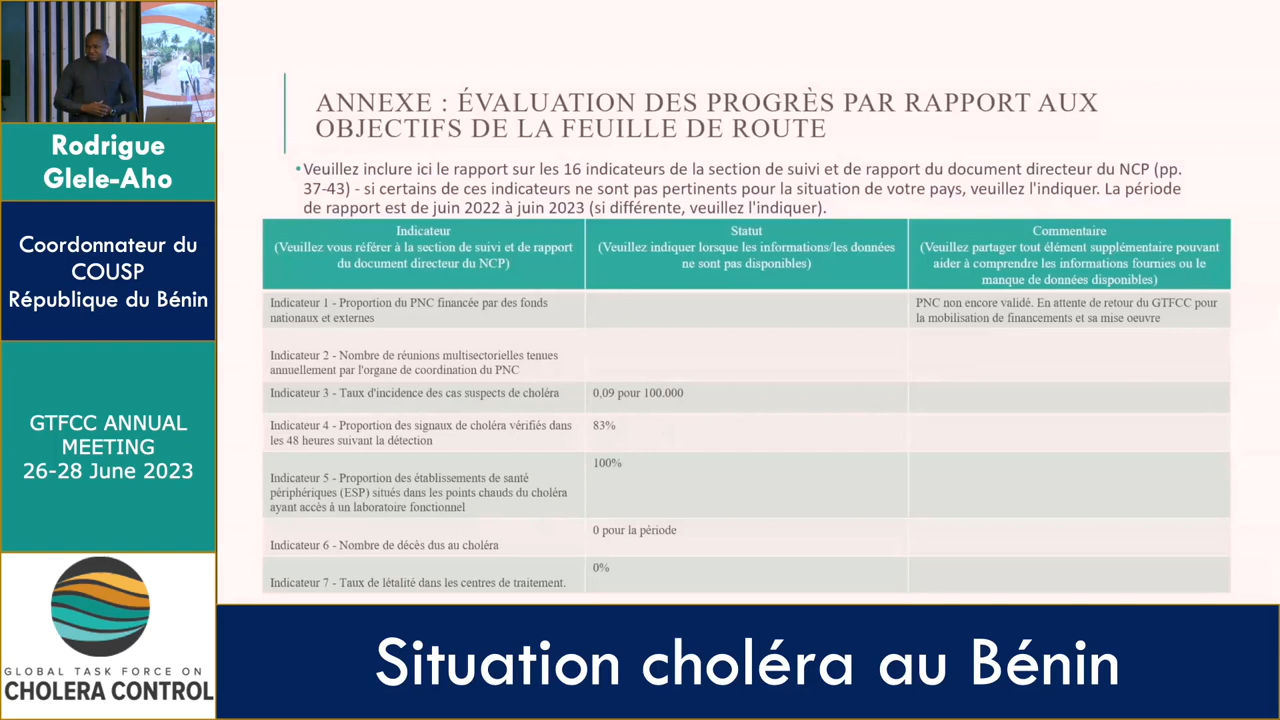 Rodrigue
Glele-Aho
Coordonnateur du
COUSP
République du Bénin
GTFCC ANNUAL
MEETING
26-28 June 2023
GLOBAL TASK FORCE ON
CHOLERA CONTROL
ANNEXE : ÉVALUATION DES PROGRÈS PAR RAPPORT AUX
OBJECTIFS DE LA FEUILLE DE ROUTE
•Veuillez inclure ici le rapport sur les 16 indicateurs de la section de suivi et de rapport du document directeur du NCP (pp.
37-43) - si certains de ces indicateurs ne sont pas pertinents pour la situation de votre pays, veuillez l'indiquer. La période
de rapport est de juin 2022 à juin 2023 (si différente, veuillez l'indiquer).
Indicateur
(Veuillez vous référer à la section de suivi et de rapport
du document directeur du NCP)
Statut
(Veuillez indiquer lorsque les informations/les données
ne sont pas disponibles)
Commentaire
(Veuillez partager tout élément supplémentaire pouvant
aider à comprendre les informations fournies ou le
manque de données disponibles)
Indicateur 1 - Proportion du PNC financée par des fonds
nationaux et externes
PNC non encore validé. En attente de retour du GTFCC pour
la mobilisation de financements et sa mise oeuvre
Indicateur 2 - Nombre de réunions multisectorielles tenues
annuellement par l'organe de coordination du PNC
Indicateur 3 - Taux d'incidence des cas suspects de choléra
0,09 pour 100.000
Indicateur 4 - Proportion des signaux de choléra vérifiés dans
les 48 heures suivant la détection
83%
Indicateur 5 - Proportion des établissements de santé
périphériques (ESP) situés dans les points chauds du choléra
ayant accès à un laboratoire fonctionnel
100%
Indicateur 6 - Nombre de décès dus au choléra
0 pour la période
Indicateur 7 - Taux de létalité dans les centres de traitement.
0%
Situation choléra au Bénin